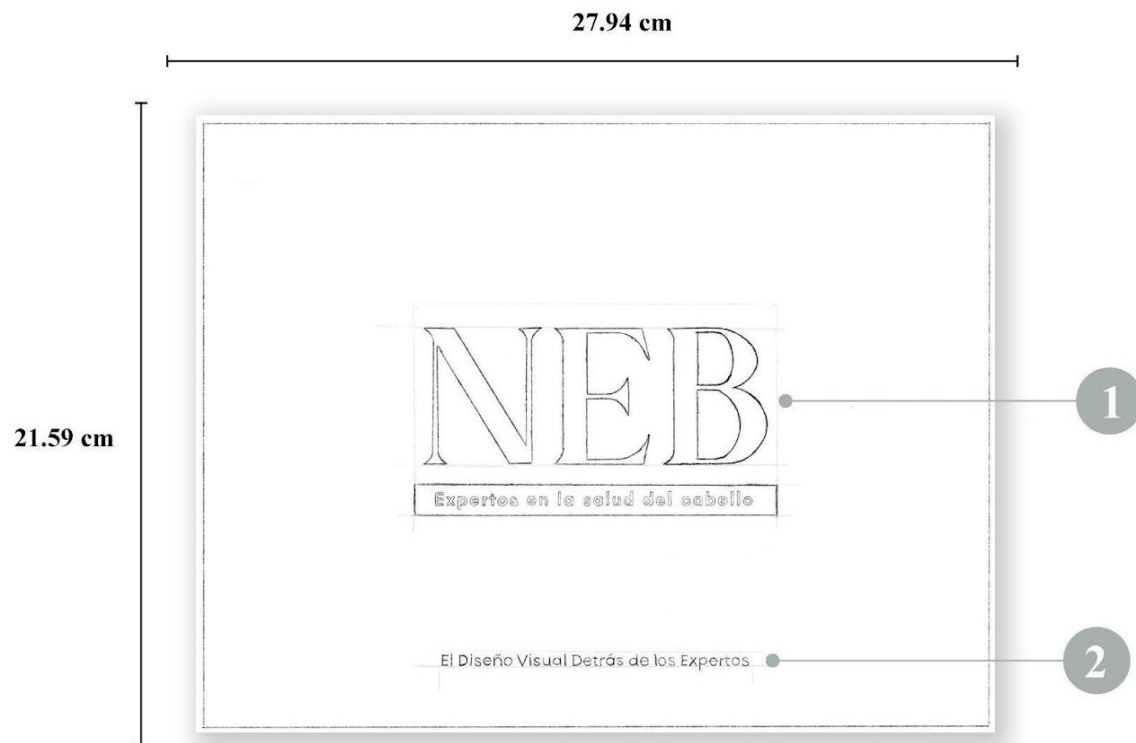 27.94 cm
21.59 cm
NEB
1
Expertos en la salud del cabello
El Diseño Visual Detrás de los Expertos
2